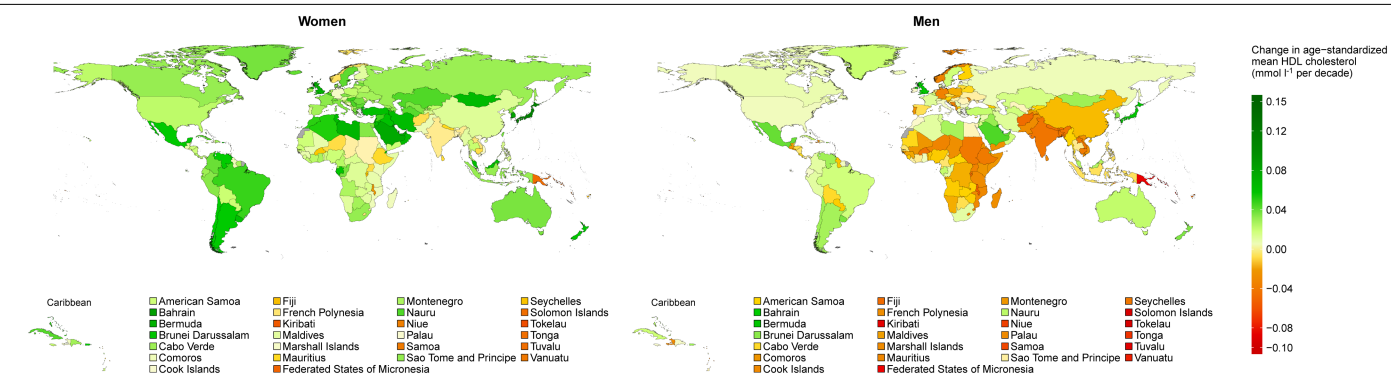 Women
Men
Change in age−standardized
mean HDL cholesterol
(mmol l⁻¹ per decade)
0.15
0.12
0.08
0.04
0.00
−0.04
−0.08
−0.10
Caribbean
American Samoa
Bahrain
Bermuda
Brunei Darussalam
Cabo Verde
Comoros
Cook Islands
Fiji
French Polynesia
Kiribati
Maldives
Marshall Islands
Mauritius
Federated States of Micronesia
Montenegro
Nauru
Niue
Palau
Samoa
Sao Tome and Principe
Seychelles
Solomon Islands
Tokelau
Tonga
Tuvalu
Vanuatu
Caribbean
American Samoa
Bahrain
Bermuda
Brunei Darussalam
Cabo Verde
Comoros
Cook Islands
Fiji
French Polynesia
Kiribati
Maldives
Marshall Islands
Mauritius
Federated States of Micronesia
Montenegro
Nauru
Niue
Palau
Samoa
Sao Tome and Principe
Seychelles
Solomon Islands
Tokelau
Tonga
Tuvalu
Vanuatu